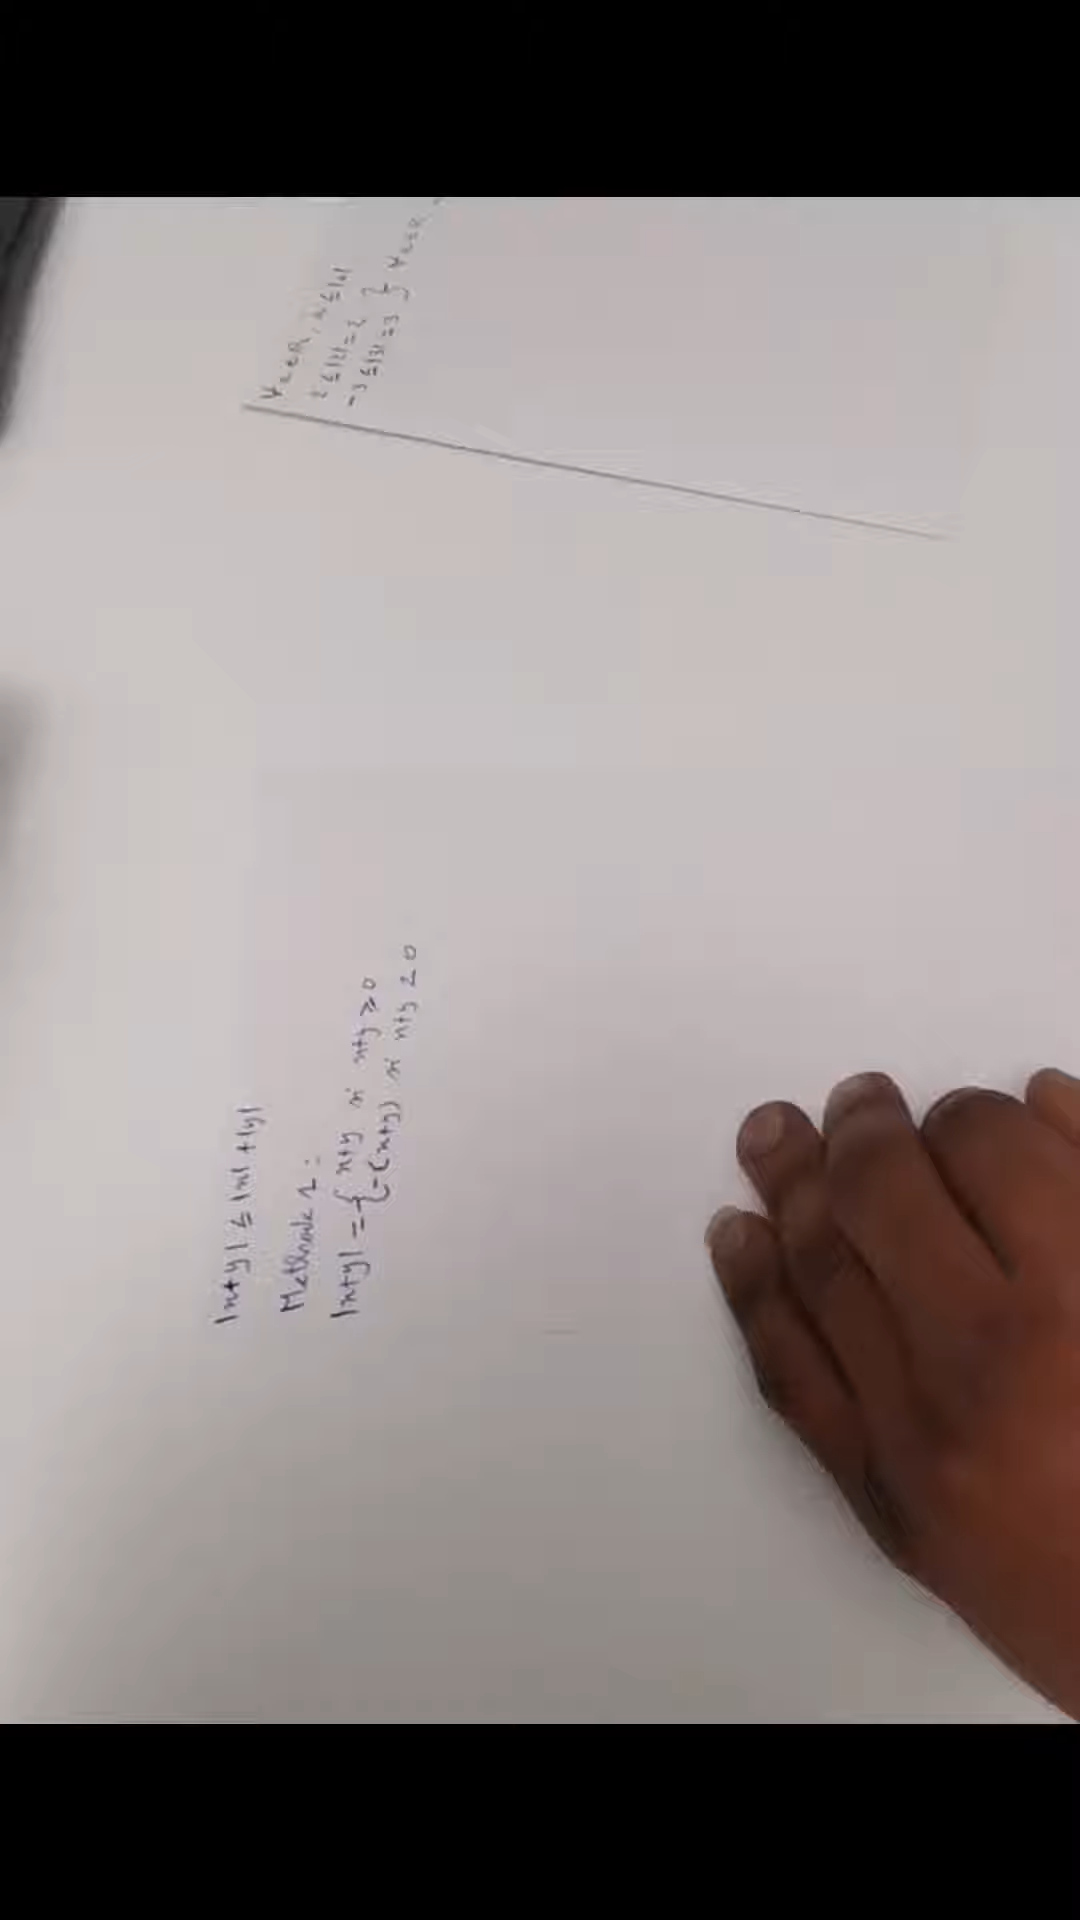 |x+y| ≤ |x| + |y|
Méthode 1 :
|x+y| = { x+y si x+y ≥ 0
-(x+y) si x+y < 0
∀x∈R, x ≤ |x|
2 ≤ |2| = 2
-3 ≤ |3| = 3 } ∀x∈R